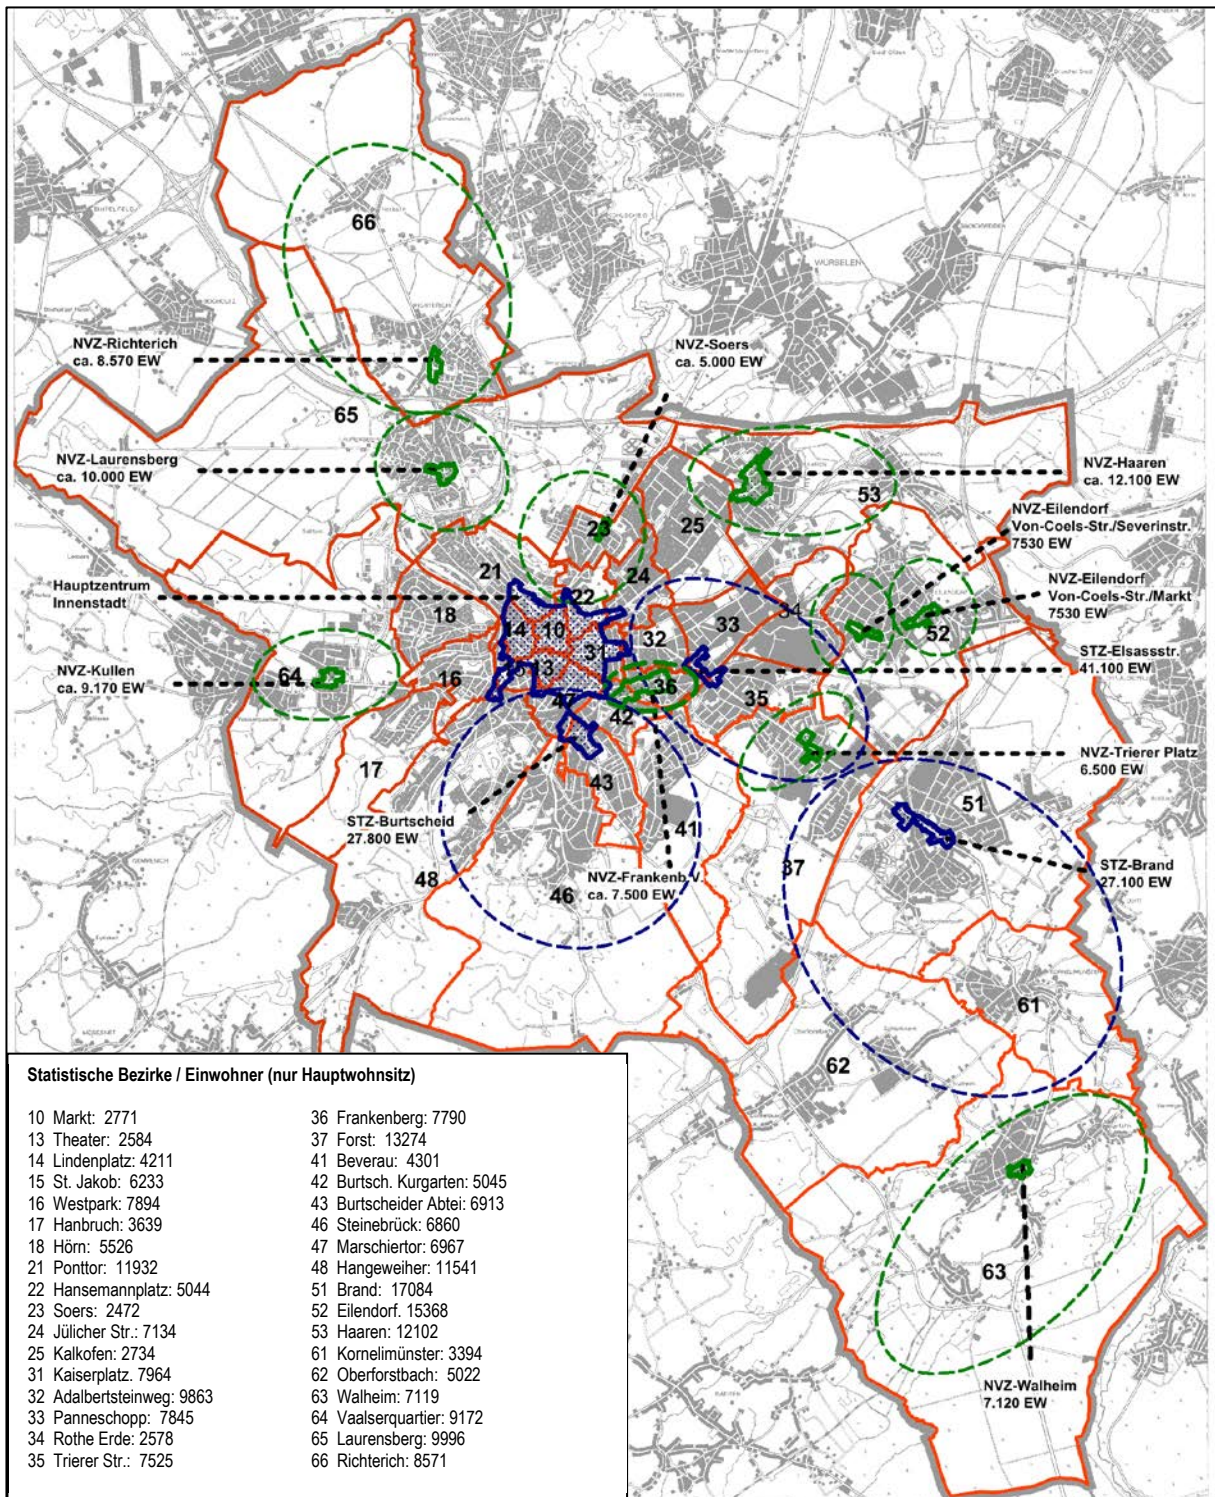 66
NVZ-Richterich
ca. 8.570 EW
NVZ-Soers
ca. 5.000 EW
WÜRSELEN
65
NVZ-Laurensberg
ca. 10.000 EW
NVZ-Haaren
ca. 12.100 EW
53
25
23
NVZ-Eilendorf
Von-Coels-Str./Severinstr.
7530 EW
21
24
22
Hauptzentrum
Innenstadt
NVZ-Eilendorf
Von-Coels-Str./Markt
7530 EW
18
14
10
32
33
34
52
31
STZ-Elsassstr.
41.100 EW
NVZ-Kullen
ca. 9.170 EW
64
16
13
36
35
47
42
NVZ-Trierer Platz
6.500 EW
17
43
51
STZ-Burtscheid
27.800 EW
41
48
46
NVZ-Frankenb.V.
ca. 7.500 EW
37
STZ-Brand
27.100 EW
61
62
63
NVZ-Walheim
7.120 EW
Statistische Bezirke / Einwohner (nur Hauptwohnsitz)
10 Markt: 2771
13 Theater: 2584
14 Lindenplatz: 4211
15 St. Jakob: 6233
16 Westpark: 7894
17 Hanbruch: 3639
18 Hörn: 5526
21 Ponttor: 11932
22 Hansemannplatz: 5044
23 Soers: 2472
24 Jülicher Str.: 7134
25 Kalkofen: 2734
31 Kaiserplatz. 7964
32 Adalbertsteinweg: 9863
33 Panneschopp: 7845
34 Rothe Erde: 2578
35 Trierer Str.: 7525
36 Frankenberg: 7790
37 Forst: 13274
41 Beverau: 4301
42 Burtsch. Kurgarten: 5045
43 Burtscheider Abtei: 6913
46 Steinebrück: 6860
47 Marschiertor: 6967
48 Hangeweiher: 11541
51 Brand: 17084
52 Eilendorf. 15368
53 Haaren: 12102
61 Kornelimünster: 3394
62 Oberforstbach: 5022
63 Walheim: 7119
64 Vaalserquartier: 9172
65 Laurensberg: 9996
66 Richterich: 8571